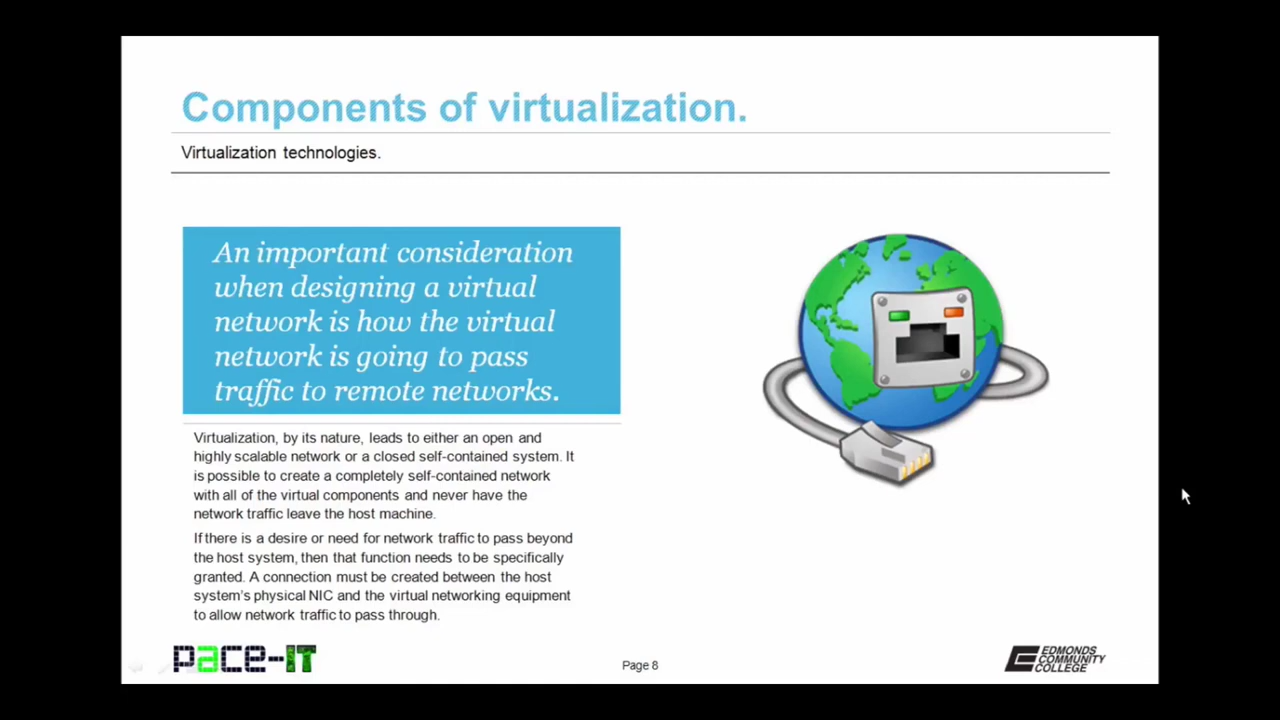 Components of virtualization.
Virtualization technologies.
An important consideration
when designing a virtual
network is how the virtual
network is going to pass
traffic to remote networks.
Virtualization, by its nature, leads to either an open and
highly scalable network or a closed self-contained system. It
is possible to create a completely self-contained network
with all of the virtual components and never have the
network traffic leave the host machine.
If there is a desire or need for network traffic to pass beyond
the host system, then that function needs to be specifically
granted. A connection must be created between the host
system's physical NIC and the virtual networking equipment
to allow network traffic to pass through.
pace-IT
Page 8
EDMONDS
COMMUNITY
COLLEGE